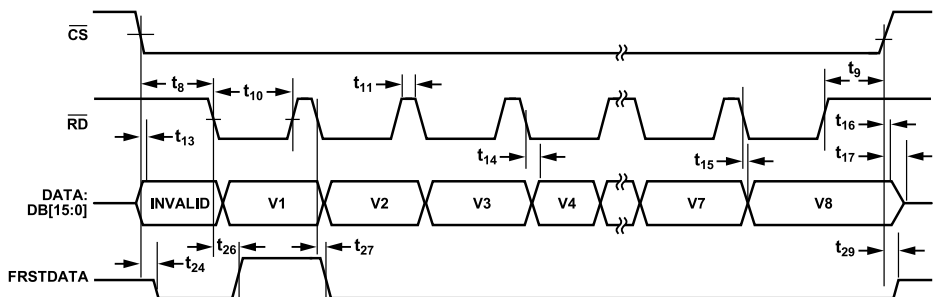 CS
t8
t10
t11
t9
RD
t13
t14
t15
t16
t17
DATA:
DB[15:0]
INVALID
V1
V2
V3
V4
V7
V8
t24
t26
t27
t29
FRSTDATA